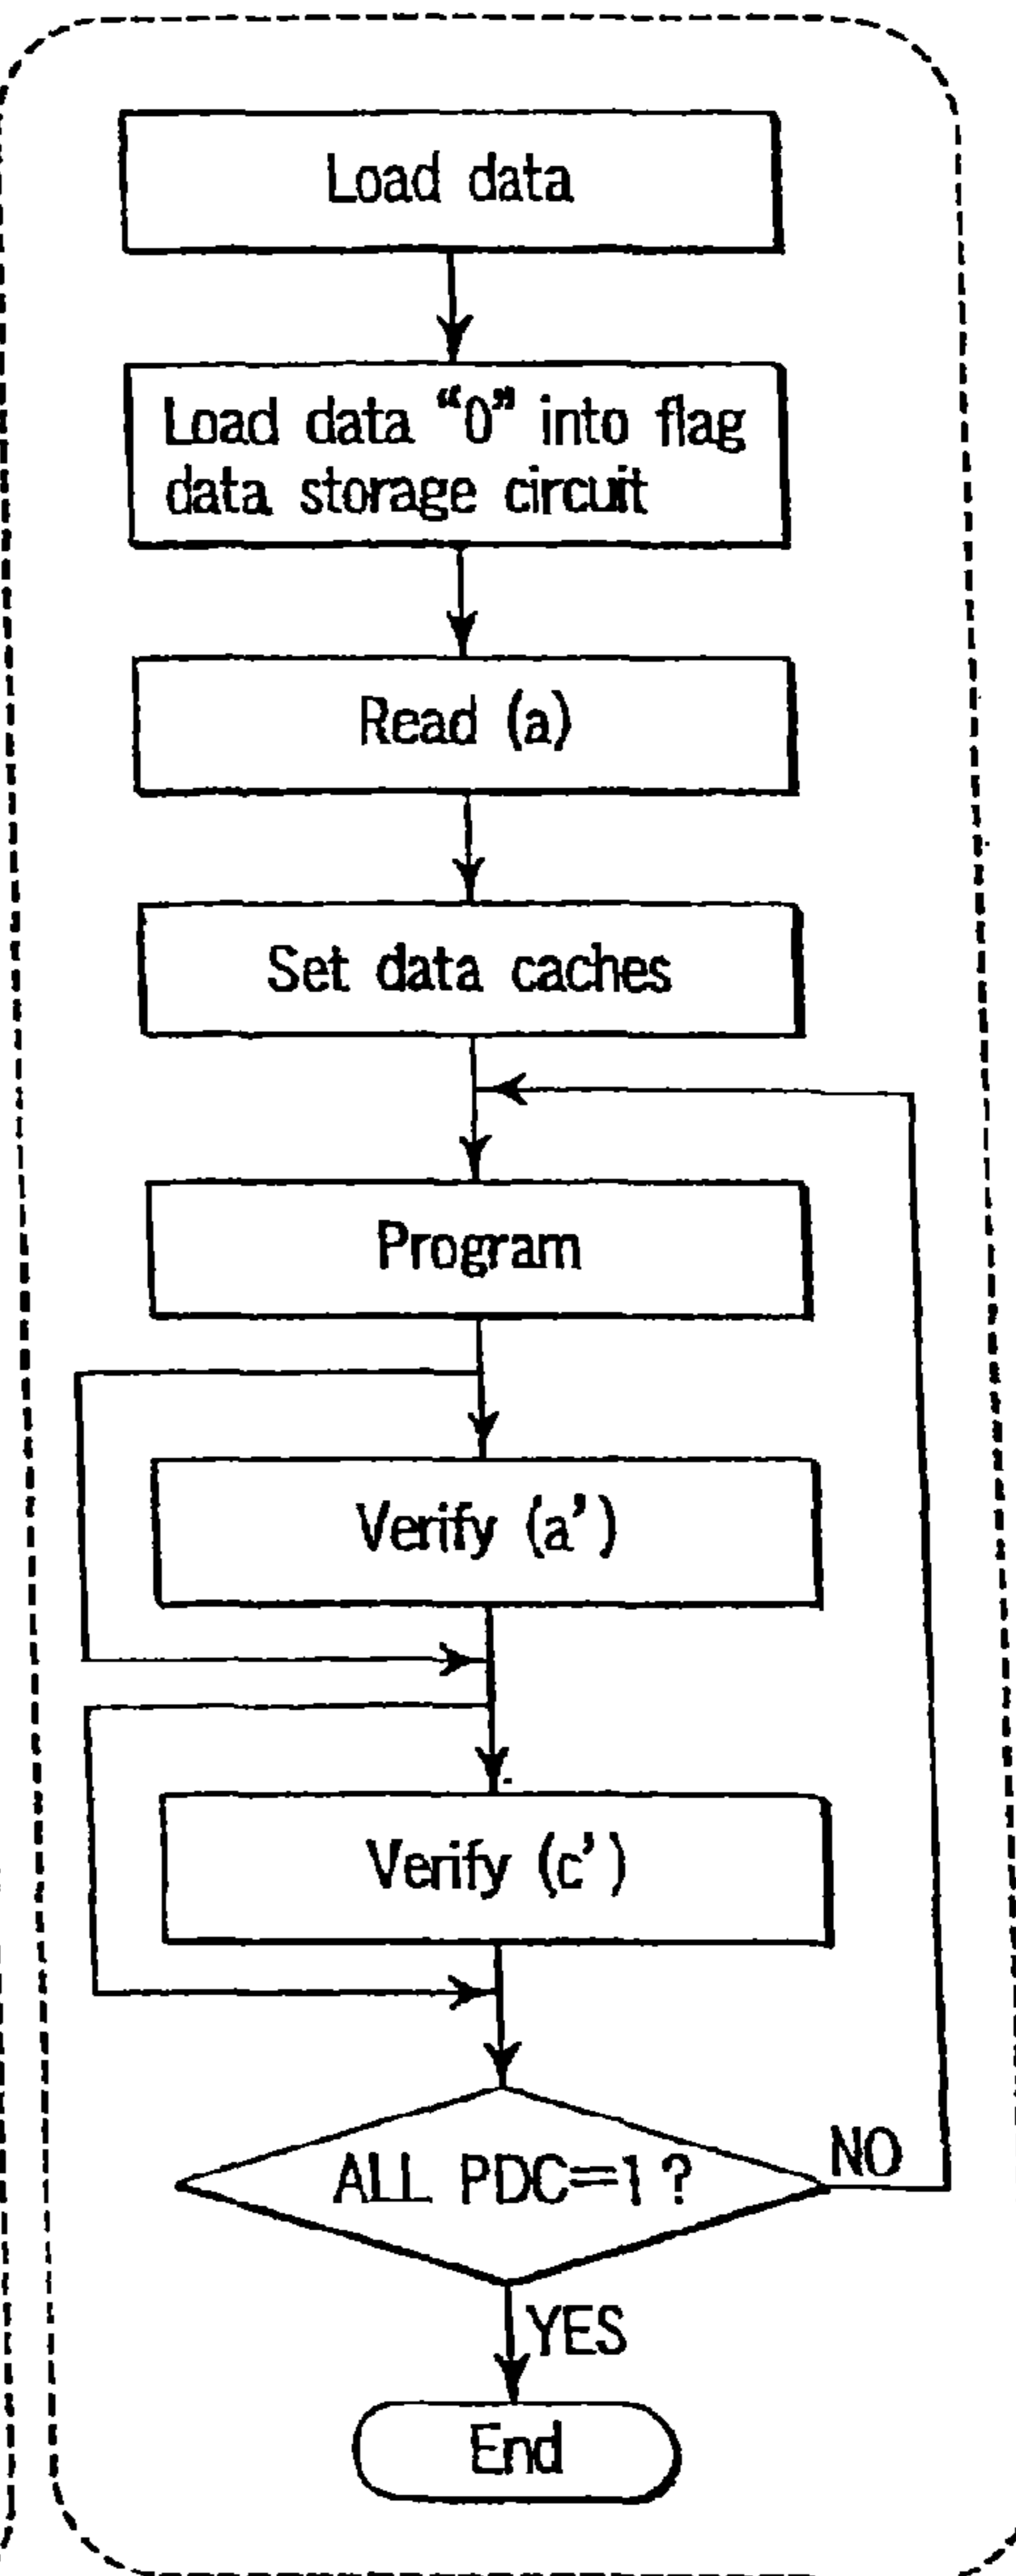 Load data
Load data “0” into flag
data storage circuit
Read (a)
Set data caches
Program
Verify (a’)
Verify (c’)
ALL PDC=1 ?
NO
YES
End